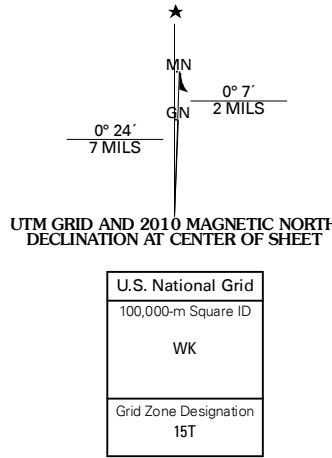 MN
0° 7´
GN
2 MILS
0° 24´
7 MILS
UTM GRID AND 2010 MAGNETIC NORTH
DECLINATION AT CENTER OF SHEET
U.S. National Grid
100,000-m Square ID
WK
Grid Zone Designation
15T